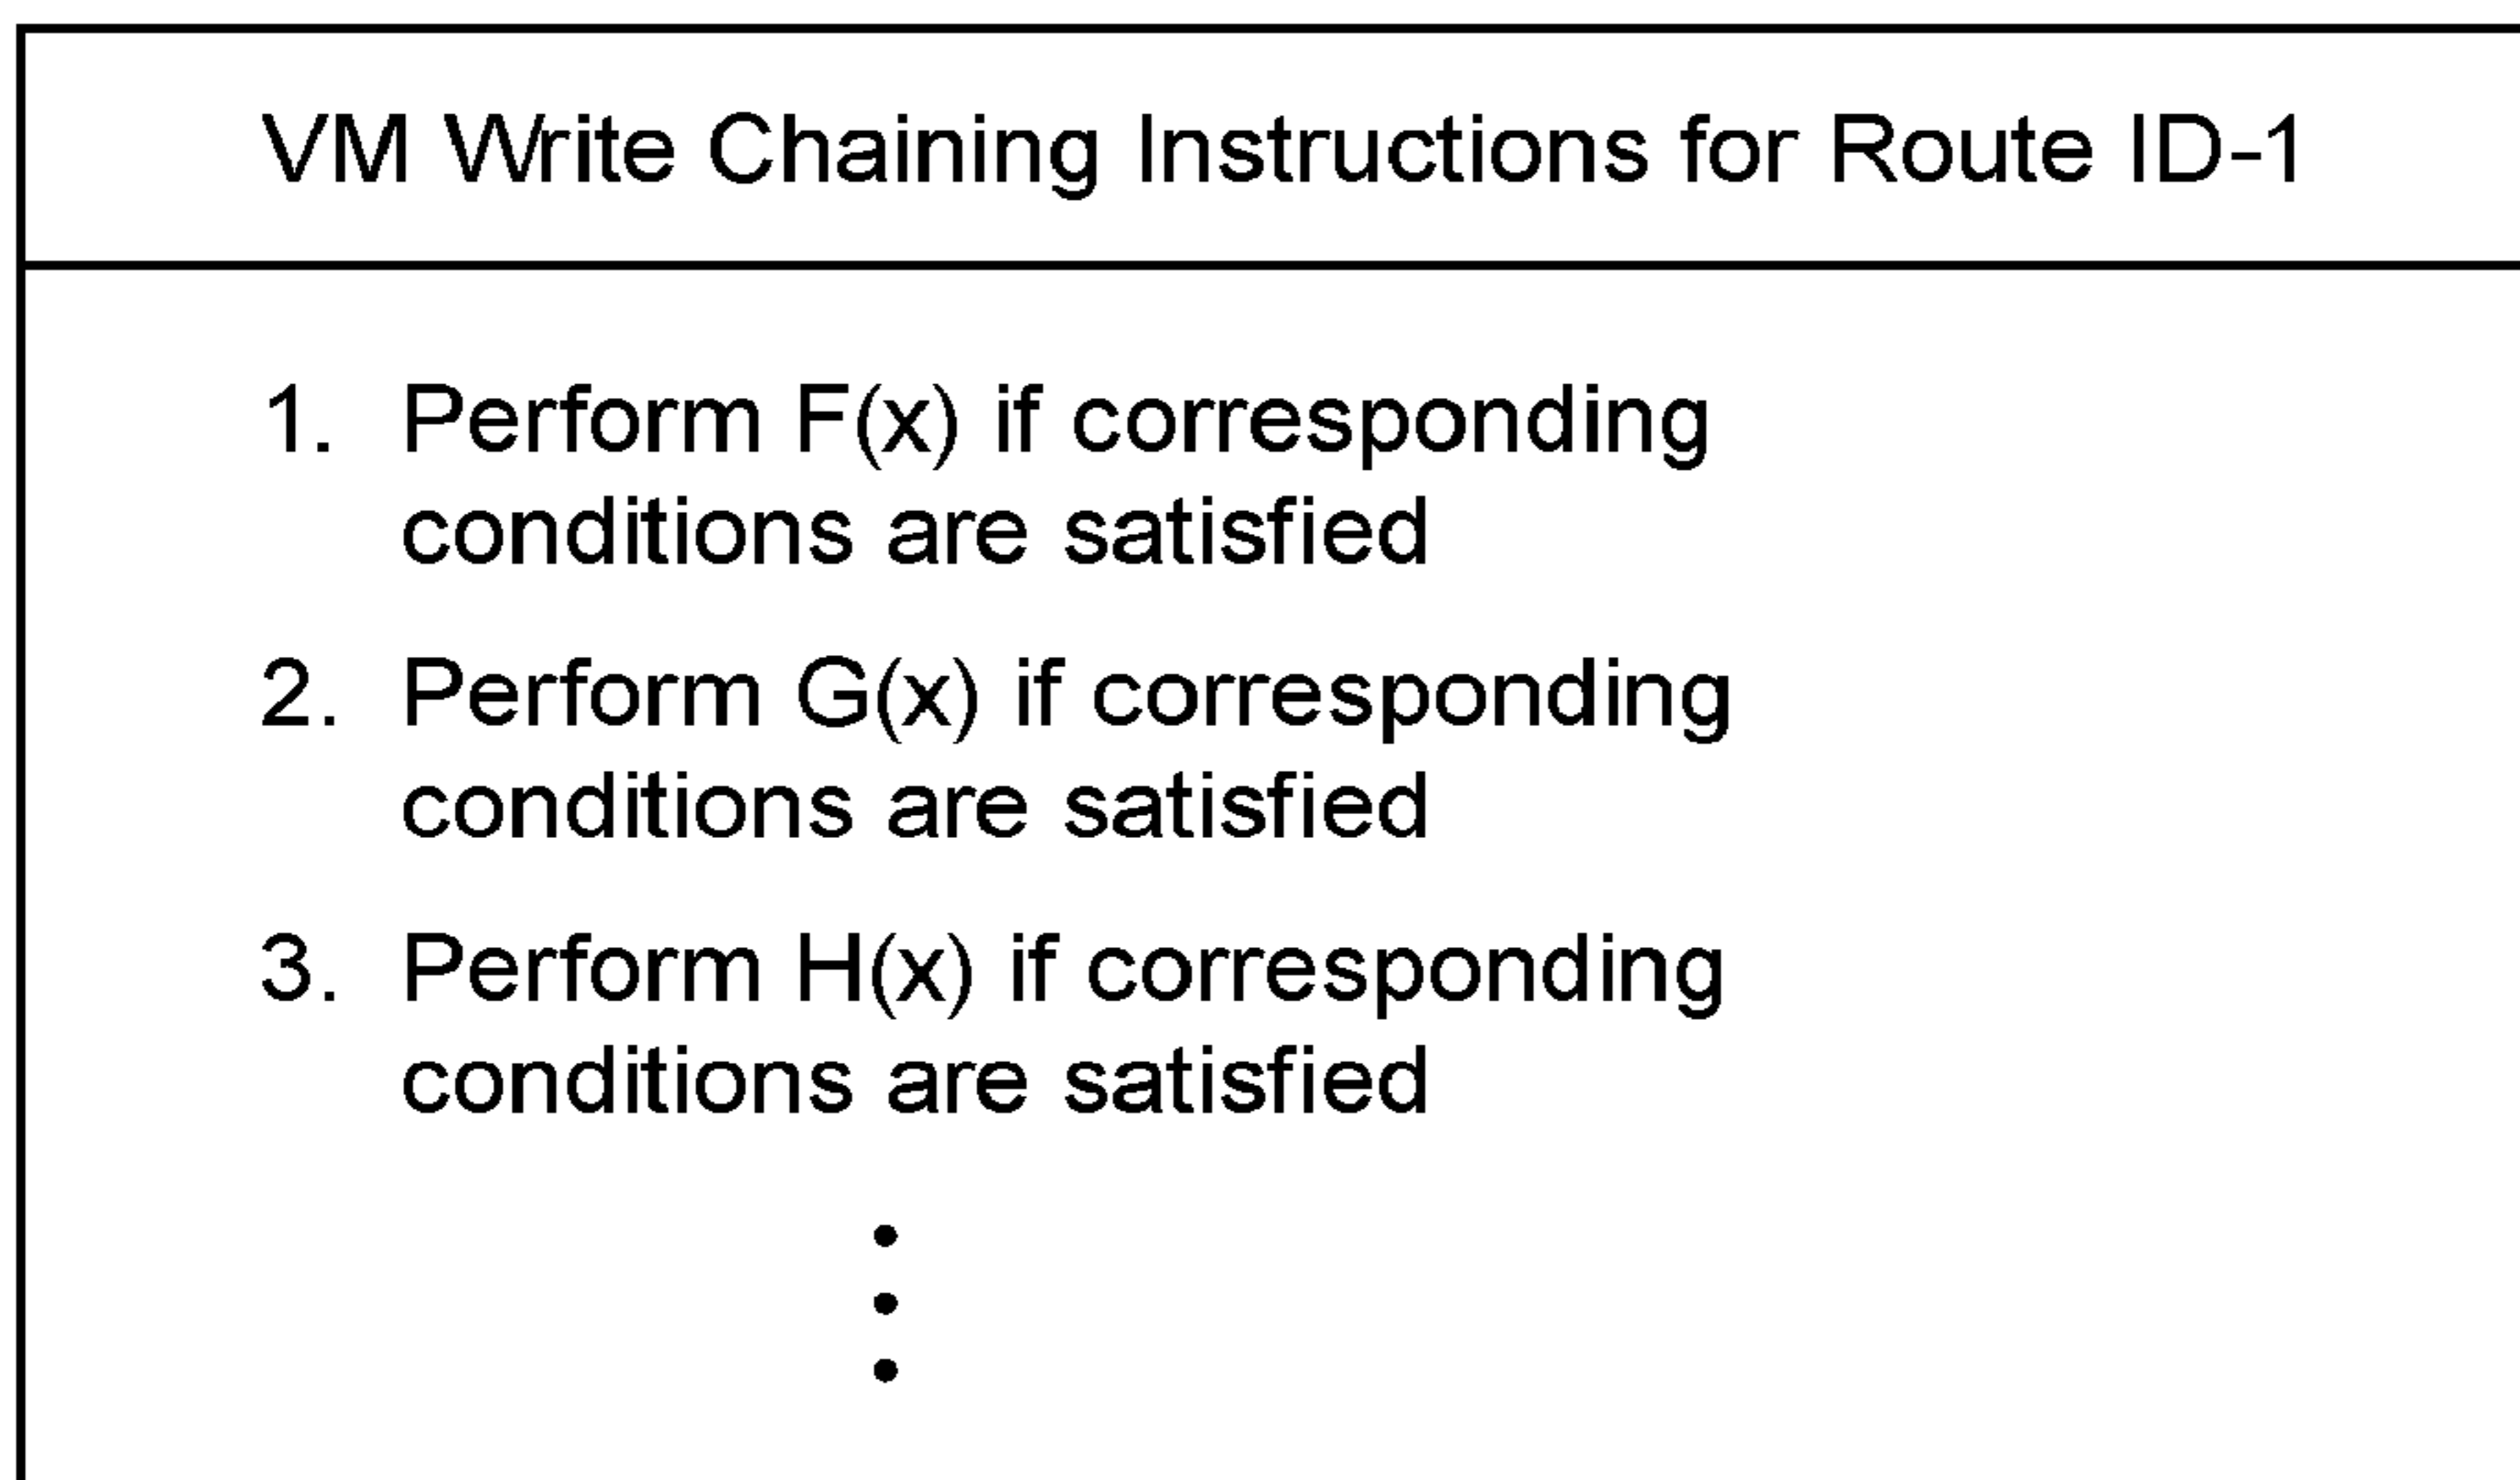 VM Write Chaining Instructions for Route ID-1
1. Perform F(x) if corresponding
conditions are satisfied
2. Perform G(x) if corresponding
conditions are satisfied
3. Perform H(x) if corresponding
conditions are satisfied